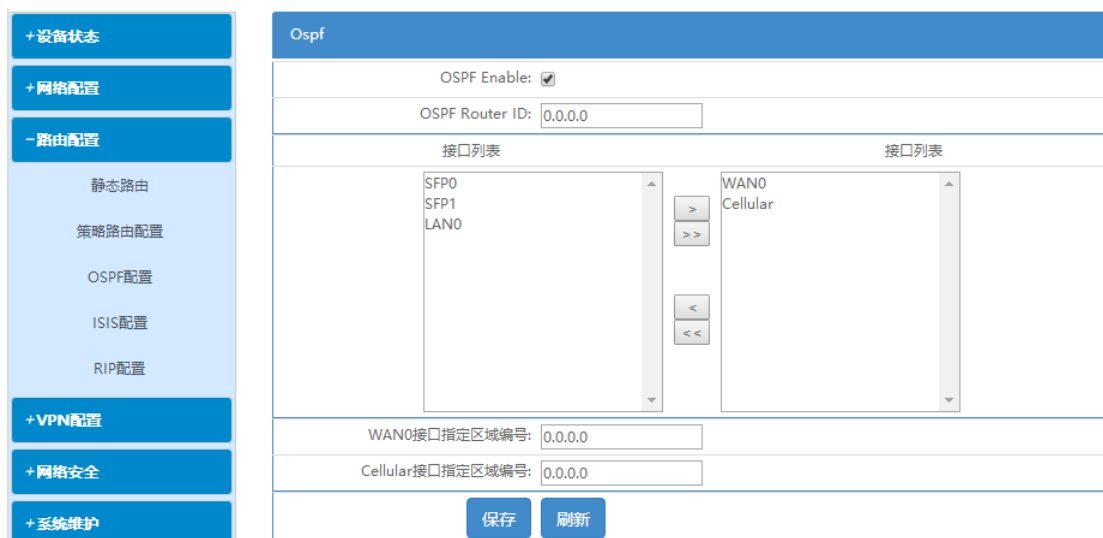 +设备状态
+网络配置
-路由配置
静态路由
策略路由配置
OSPF配置
ISIS配置
RIP配置
+VPN配置
+网络安全
+系统维护
Ospf
OSPF Enable:
OSPF Router ID: 0.0.0.0
接口列表 接口列表
SFP0
SFP1
LAN0
>
>>
<
<<
WAN0
Cellular
WAN0接口指定区域编号: 0.0.0.0
Cellular接口指定区域编号: 0.0.0.0
保存 刷新